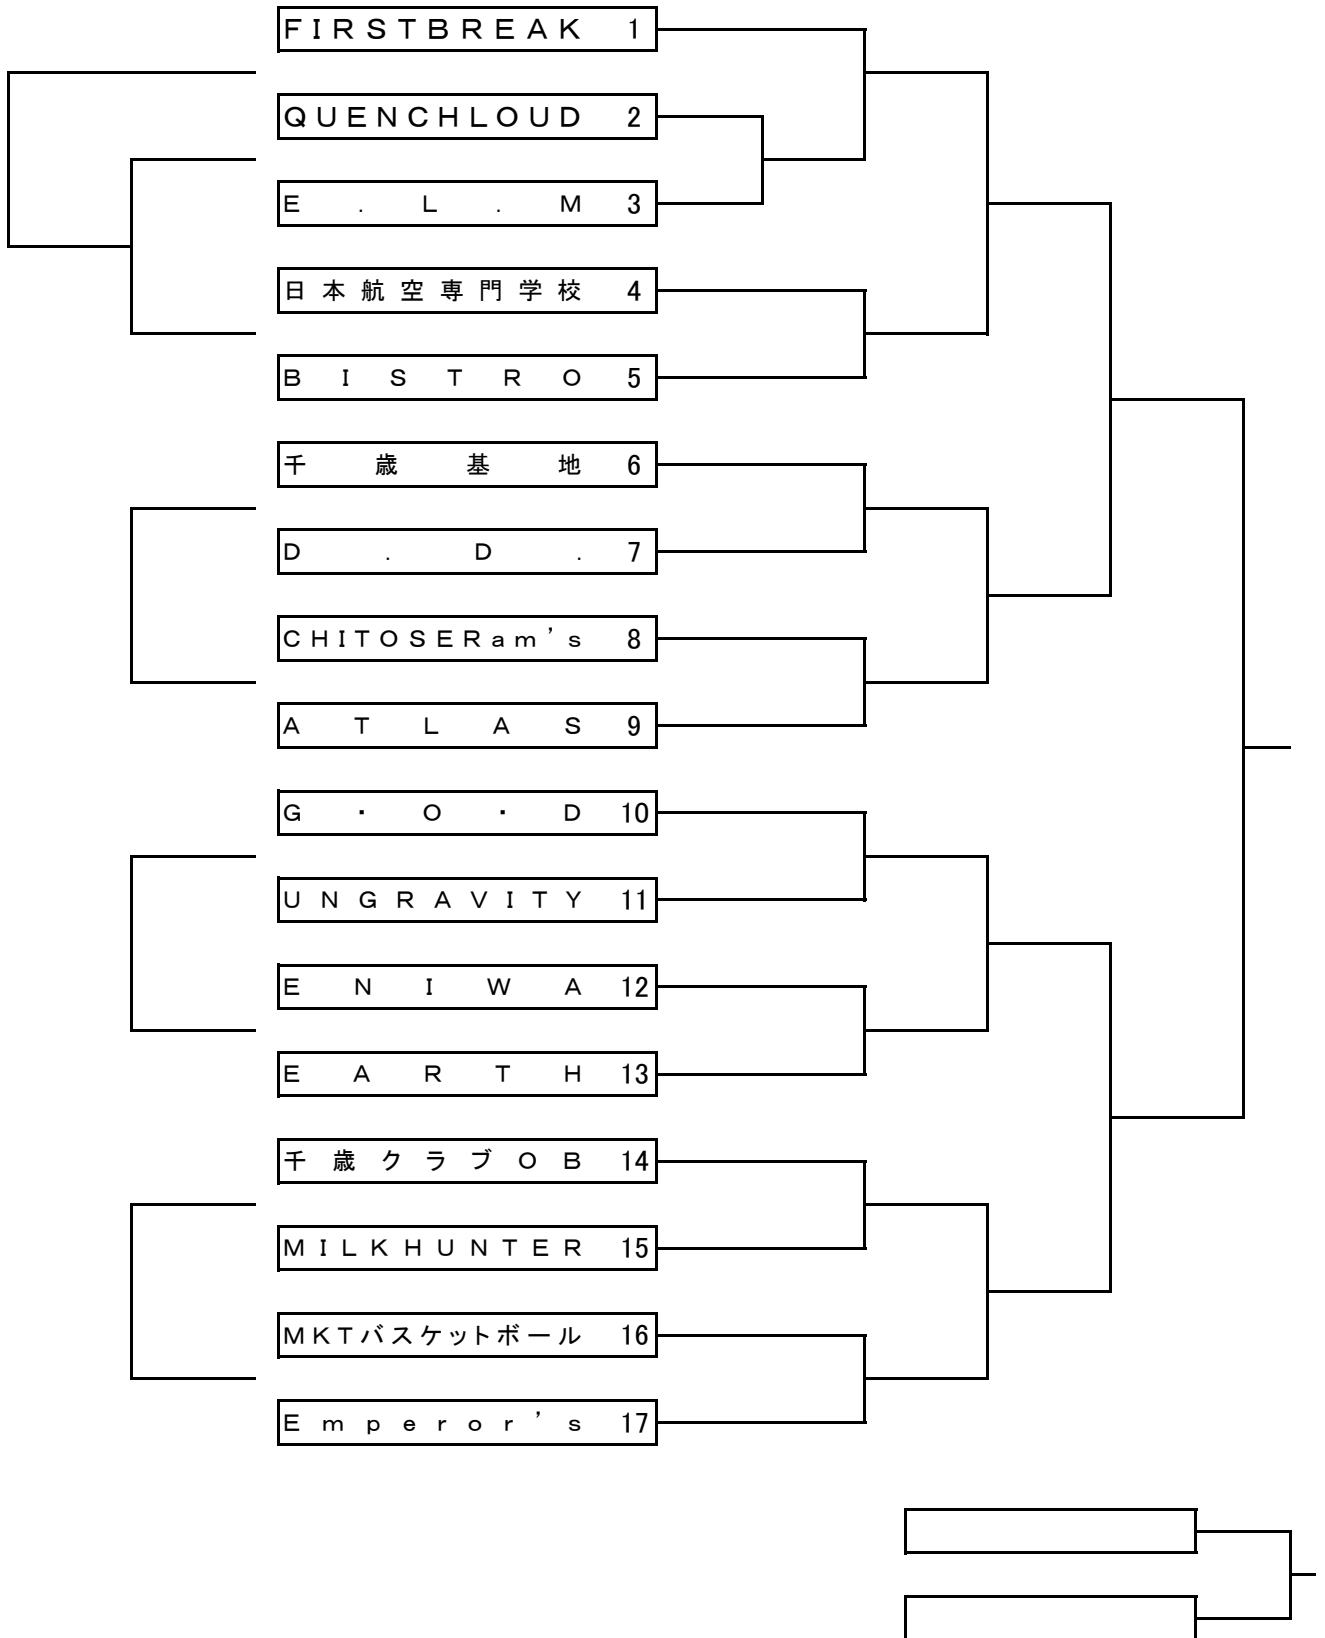 FIRSTBREAK 1
QUENCHLOUD 2
E.L.M 3
日本航空専門学校 4
BISTRO 5
千歳基地 6
D.D. 7
CHITOSERam's 8
ATLAS 9
G・O・D 10
UNGRAVITY 11
ENIWA 12
EARTH 13
千歳クラブOB 14
MILKHUNTER 15
MKTバスケットボール 16
Emperor's 17